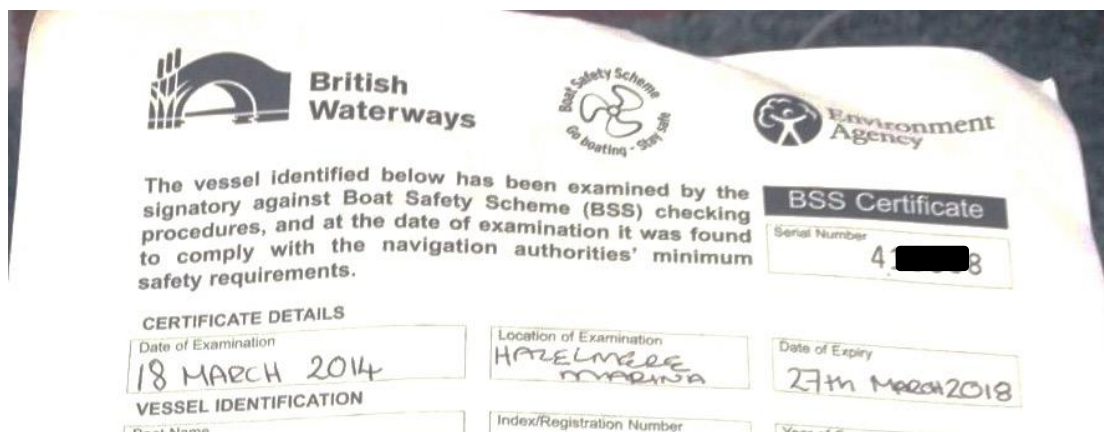 British
Waterways
Boat Safety Scheme
Go boating - Stay safe
Environment
Agency
The vessel identified below has been examined by the
signatory against Boat Safety Scheme (BSS) checking
procedures, and at the date of examination it was found
to comply with the navigation authorities' minimum
safety requirements.
BSS Certificate
Serial Number
CERTIFICATE DETAILS
Date of Examination
18 MARCH 2014
Location of Examination
HAZELMERE
MARINA
Date of Expiry
27th MARCH 2018
VESSEL IDENTIFICATION
Boat Name
Index/Registration Number